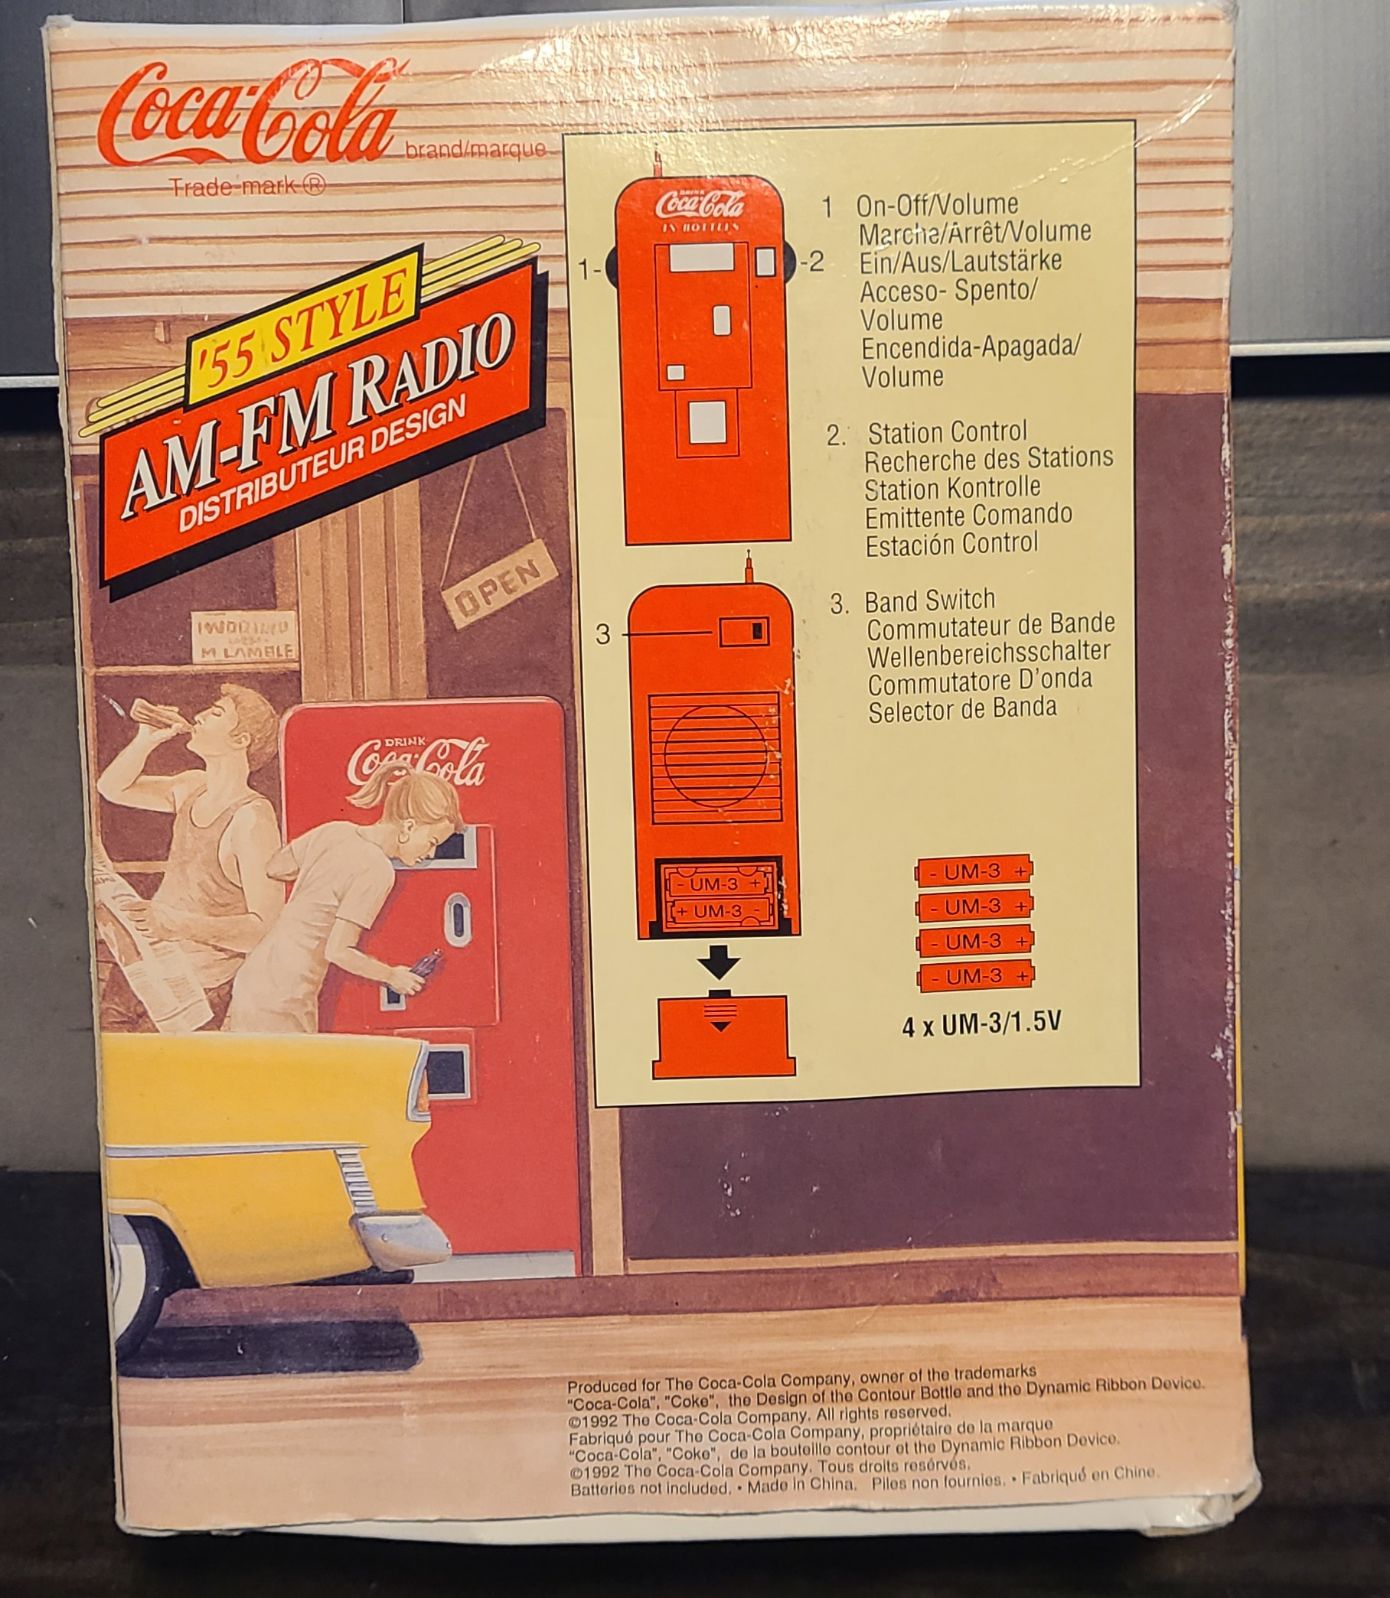 Coca-Cola brand/marque
Trade-mark ®
'55 STYLE
AM-FM RADIO
DISTRIBUTEUR DESIGN
OPEN
DRINK
Coca-Cola
DRINK
Coca-Cola
IN BOTTLES
1-
-2
3
- UM-3 +
+ UM-3 -
1 On-Off/Volume
Marche/Arrêt/Volume
Ein/Aus/Lautstärke
Acceso- Spento/
Volume
Encendida-Apagada/
Volume
2. Station Control
Recherche des Stations
Station Kontrolle
Emittente Comando
Estación Control
3. Band Switch
Commutateur de Bande
Wellenbereichsschalter
Commutatore D'onda
Selector de Banda
- UM-3 +
- UM-3 +
- UM-3 +
- UM-3 +
4 x UM-3/1.5V
Produced for The Coca-Cola Company, owner of the trademarks
"Coca-Cola", "Coke", the Design of the Contour Bottle and the Dynamic Ribbon Device.
©1992 The Coca-Cola Company. All rights reserved.
Fabriqué pour The Coca-Cola Company, propriétaire de la marque
"Coca-Cola", "Coke", de la bouteille contour et the Dynamic Ribbon Device.
©1992 The Coca-Cola Company. Tous droits resérvés.
Batteries not included. • Made in China. Piles non fournies. • Fabriqué en Chine.